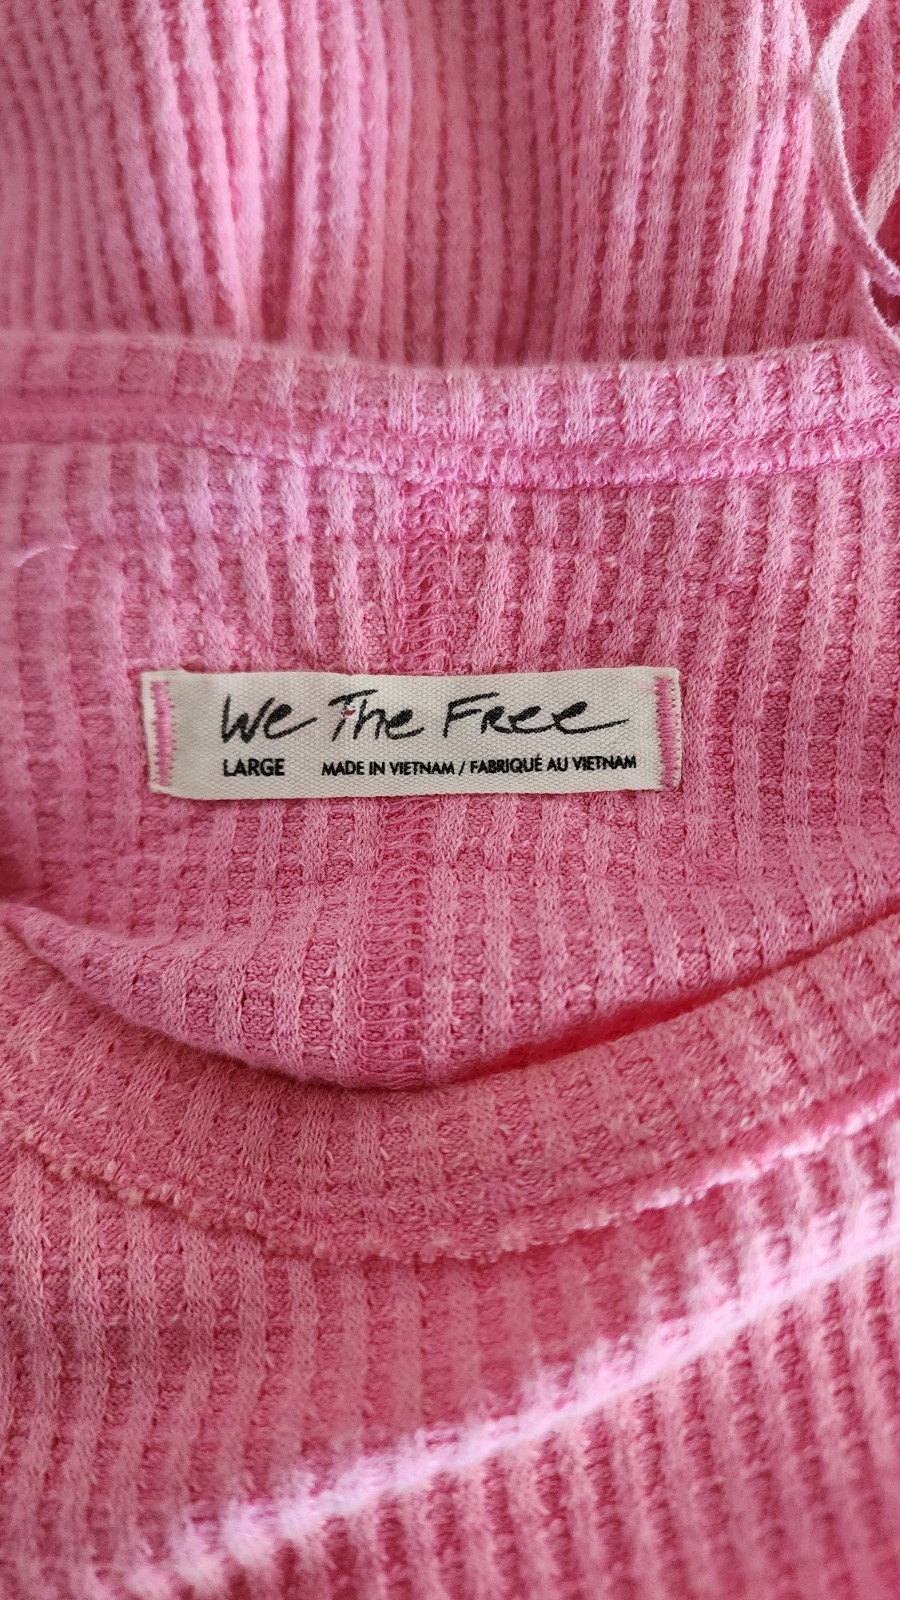 We The Free
LARGE MADE IN VIETNAM / FABRIQUÉ AU VIETNAM